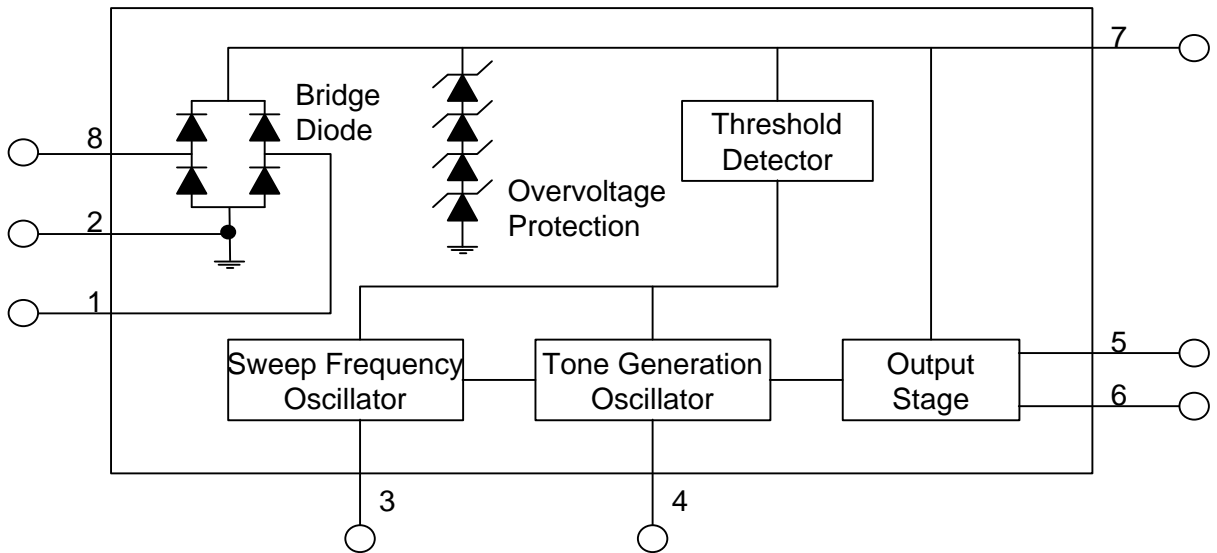 7
Bridge
Diode
8
Threshold
Detector
Overvoltage
Protection
2
1
Sweep Frequency
Oscillator
Tone Generation
Oscillator
Output
Stage
5
6
3
4